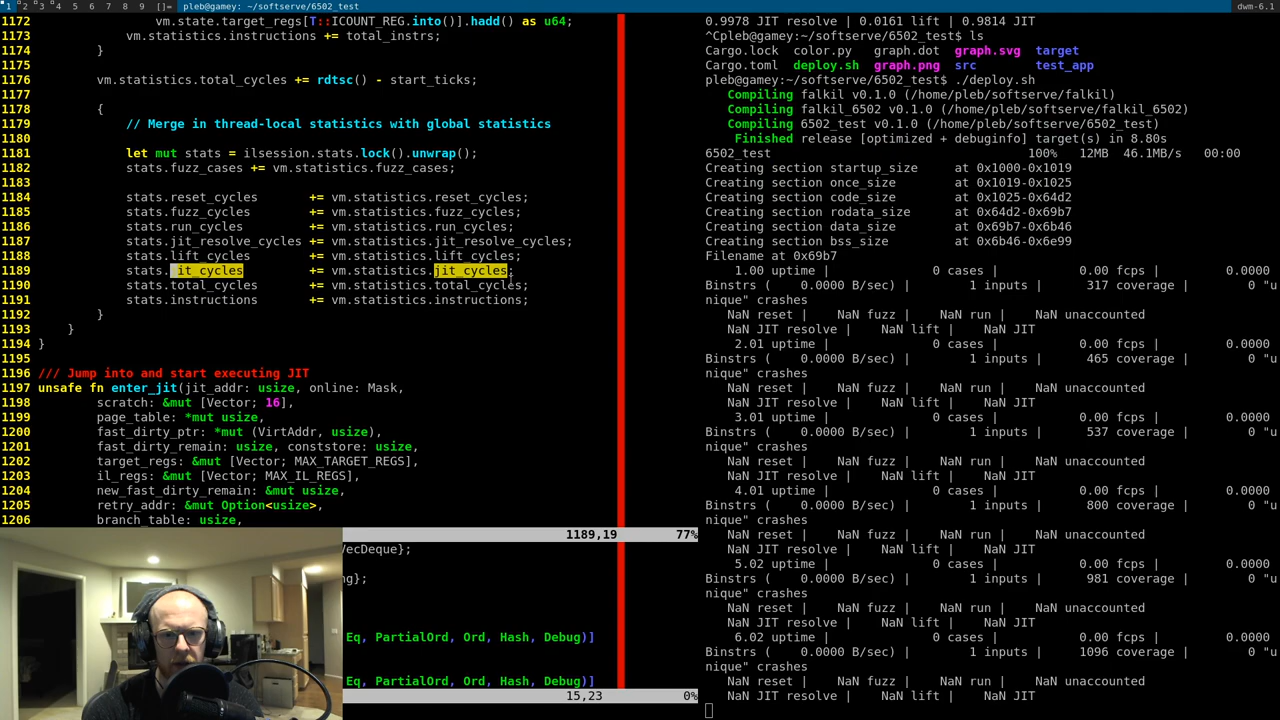 1 2 3 4 5 6 7 8 9 []= pleb@gamey: ~/softserve/6502_test dwm-6.1
1172 vm.state.target_regs[T::ICOUNT_REG.into()].hadd() as u64;
1173 vm.statistics.instructions += total_instrs;
1174 }
1175
1176 vm.statistics.total_cycles += rdtsc() - start_ticks;
1177
1178 {
1179 // Merge in thread-local statistics with global statistics
1180
1181 let mut stats = ilsession.stats.lock().unwrap();
1182 stats.fuzz_cases += vm.statistics.fuzz_cases;
1183
1184 stats.reset_cycles += vm.statistics.reset_cycles;
1185 stats.fuzz_cycles += vm.statistics.fuzz_cycles;
1186 stats.run_cycles += vm.statistics.run_cycles;
1187 stats.jit_resolve_cycles += vm.statistics.jit_resolve_cycles;
1188 stats.lift_cycles += vm.statistics.lift_cycles;
1189 stats. it_cycles += vm.statistics.jit_cycles;
1190 stats.total_cycles += vm.statistics.total_cycles;
1191 stats.instructions += vm.statistics.instructions;
1192 }
1193 }
1194 }
1195
1196 /// Jump into and start executing JIT
1197 unsafe fn enter_jit(jit_addr: usize, online: Mask,
1198 scratch: &mut [Vector; 16],
1199 page_table: *mut usize,
1200 fast_dirty_ptr: *mut (VirtAddr, usize),
1201 fast_dirty_remain: usize, conststore: usize,
1202 target_regs: &mut [Vector; MAX_TARGET_REGS],
1203 il_regs: &mut [Vector; MAX_IL_REGS],
1204 new_fast_dirty_remain: &mut usize,
1205 retry_addr: &mut Option<usize>,
1206 branch_table: usize,
1189,19 77%
VecDeque};
ng};
Eq, PartialOrd, Ord, Hash, Debug)]
Eq, PartialOrd, Ord, Hash, Debug)]
15,23 0%
0.9978 JIT resolve | 0.0161 lift | 0.9814 JIT
^Cpleb@gamey:~/softserve/6502_test$ ls
Cargo.lock color.py graph.dot graph.svg target
Cargo.toml deploy.sh graph.png src test_app
pleb@gamey:~/softserve/6502_test$ ./deploy.sh
Compiling falkil v0.1.0 (/home/pleb/softserve/falkil)
Compiling falkil_6502 v0.1.0 (/home/pleb/softserve/falkil_6502)
Compiling 6502_test v0.1.0 (/home/pleb/softserve/6502_test)
Finished release [optimized + debuginfo] target(s) in 8.80s
6502_test 100% 12MB 46.1MB/s 00:00
Creating section startup_size at 0x1000-0x1019
Creating section once_size at 0x1019-0x1025
Creating section code_size at 0x1025-0x64d2
Creating section rodata_size at 0x64d2-0x69b7
Creating section data_size at 0x69b7-0x6b46
Creating section bss_size at 0x6b46-0x6e99
Filename at 0x69b7
1.00 uptime | 0 cases | 0.00 fcps | 0.0000
Binstrs ( 0.0000 B/sec) | 1 inputs | 317 coverage | 0 "u
nique" crashes
NaN reset | NaN fuzz | NaN run | NaN unaccounted
NaN JIT resolve | NaN lift | NaN JIT
2.01 uptime | 0 cases | 0.00 fcps | 0.0000
Binstrs ( 0.0000 B/sec) | 1 inputs | 465 coverage | 0 "u
nique" crashes
NaN reset | NaN fuzz | NaN run | NaN unaccounted
NaN JIT resolve | NaN lift | NaN JIT
3.01 uptime | 0 cases | 0.00 fcps | 0.0000
Binstrs ( 0.0000 B/sec) | 1 inputs | 537 coverage | 0 "u
nique" crashes
NaN reset | NaN fuzz | NaN run | NaN unaccounted
NaN JIT resolve | NaN lift | NaN JIT
4.01 uptime | 0 cases | 0.00 fcps | 0.0000
Binstrs ( 0.0000 B/sec) | 1 inputs | 800 coverage | 0 "u
nique" crashes
NaN reset | NaN fuzz | NaN run | NaN unaccounted
NaN JIT resolve | NaN lift | NaN JIT
5.02 uptime | 0 cases | 0.00 fcps | 0.0000
Binstrs ( 0.0000 B/sec) | 1 inputs | 981 coverage | 0 "u
nique" crashes
NaN reset | NaN fuzz | NaN run | NaN unaccounted
NaN JIT resolve | NaN lift | NaN JIT
6.02 uptime | 0 cases | 0.00 fcps | 0.0000
Binstrs ( 0.0000 B/sec) | 1 inputs | 1096 coverage | 0 "u
nique" crashes
NaN reset | NaN fuzz | NaN run | NaN unaccounted
NaN JIT resolve | NaN lift | NaN JIT